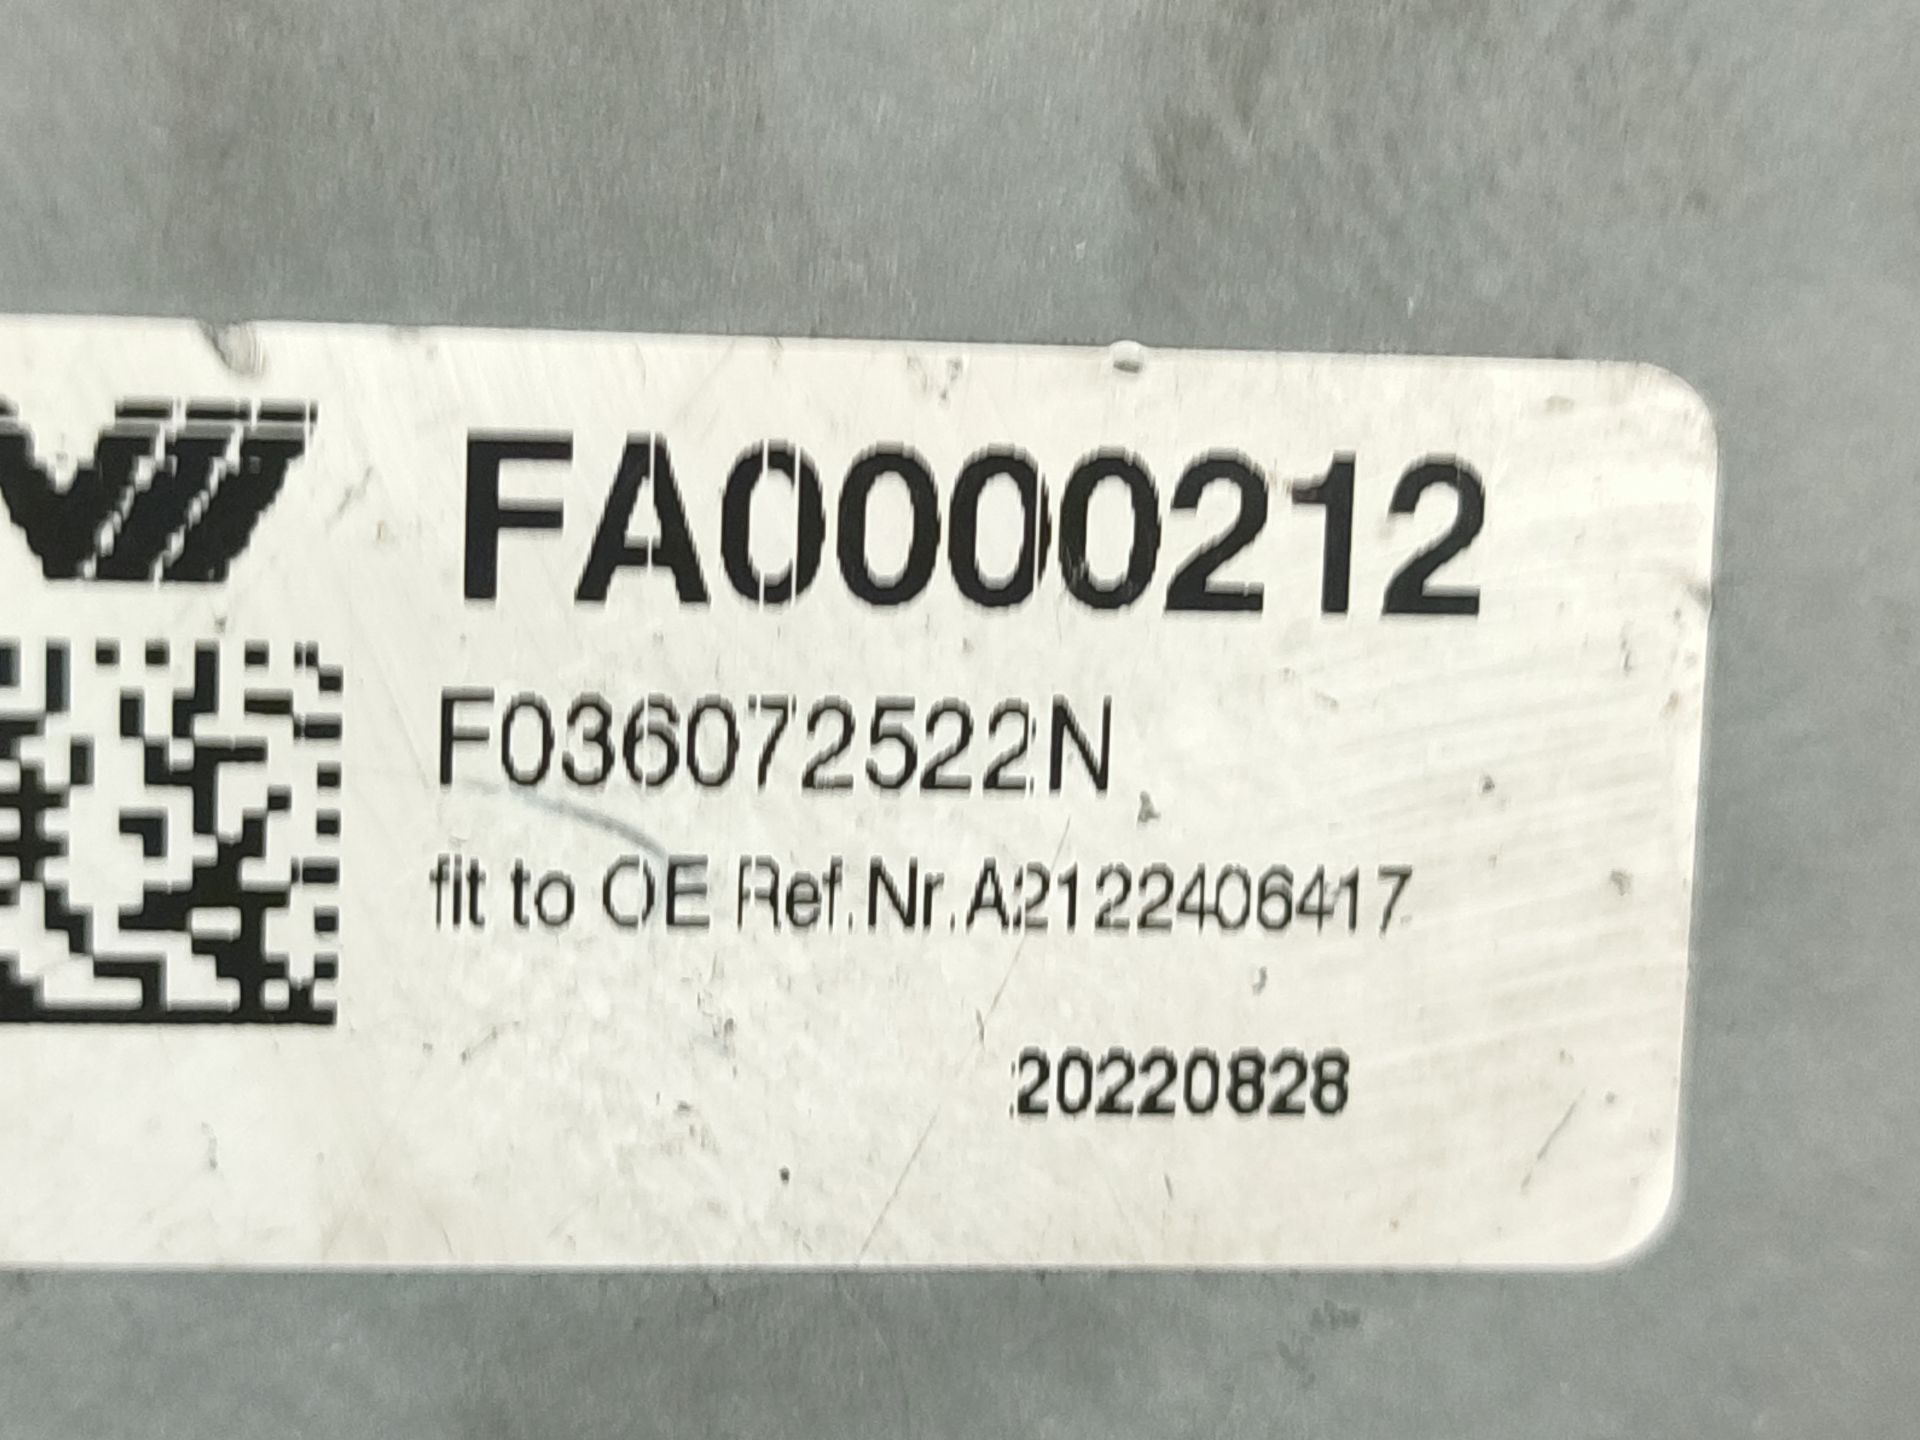 FA0000212
F036072522N
fit to OE Ref.Nr.A2122406417
20220828